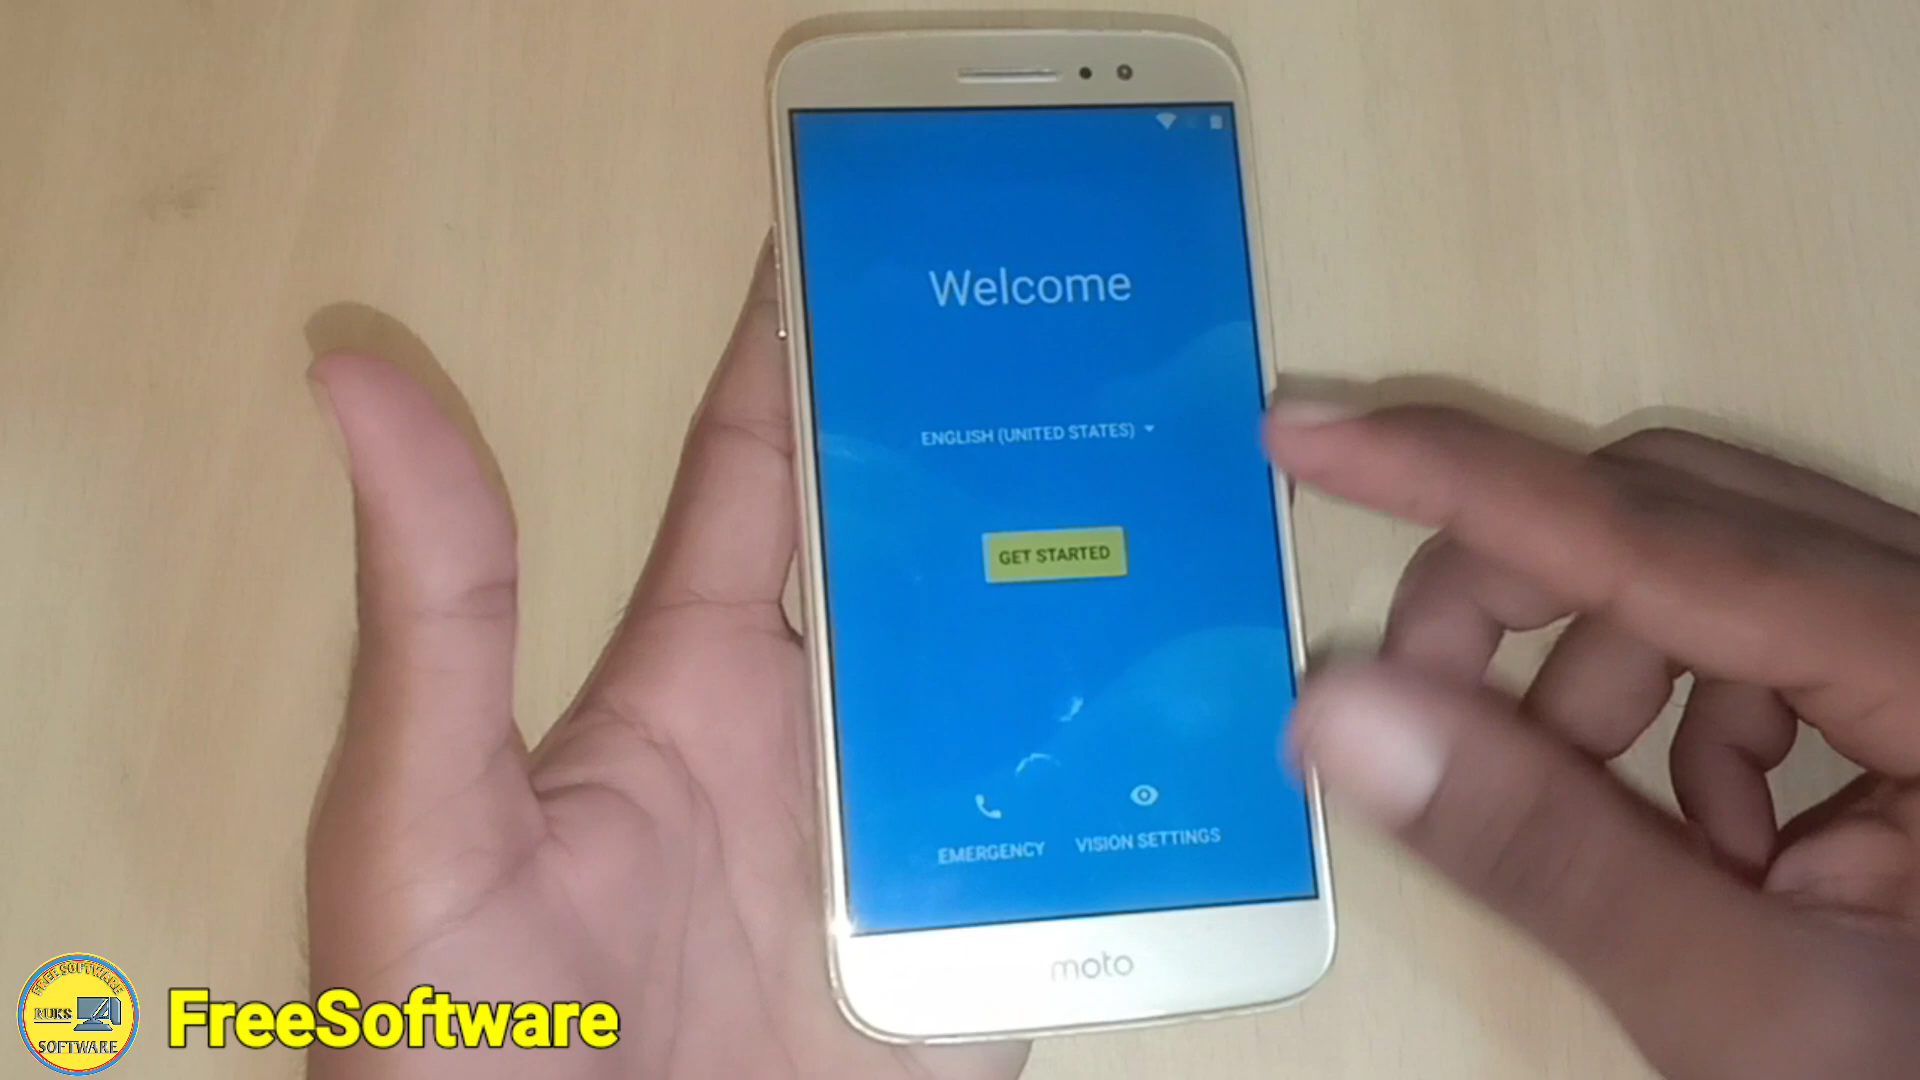 Welcome
ENGLISH (UNITED STATES)
GET STARTED
EMERGENCY
VISION SETTINGS
moto
FREE SOFTWARE
RUKS
SOFTWARE
FreeSoftware